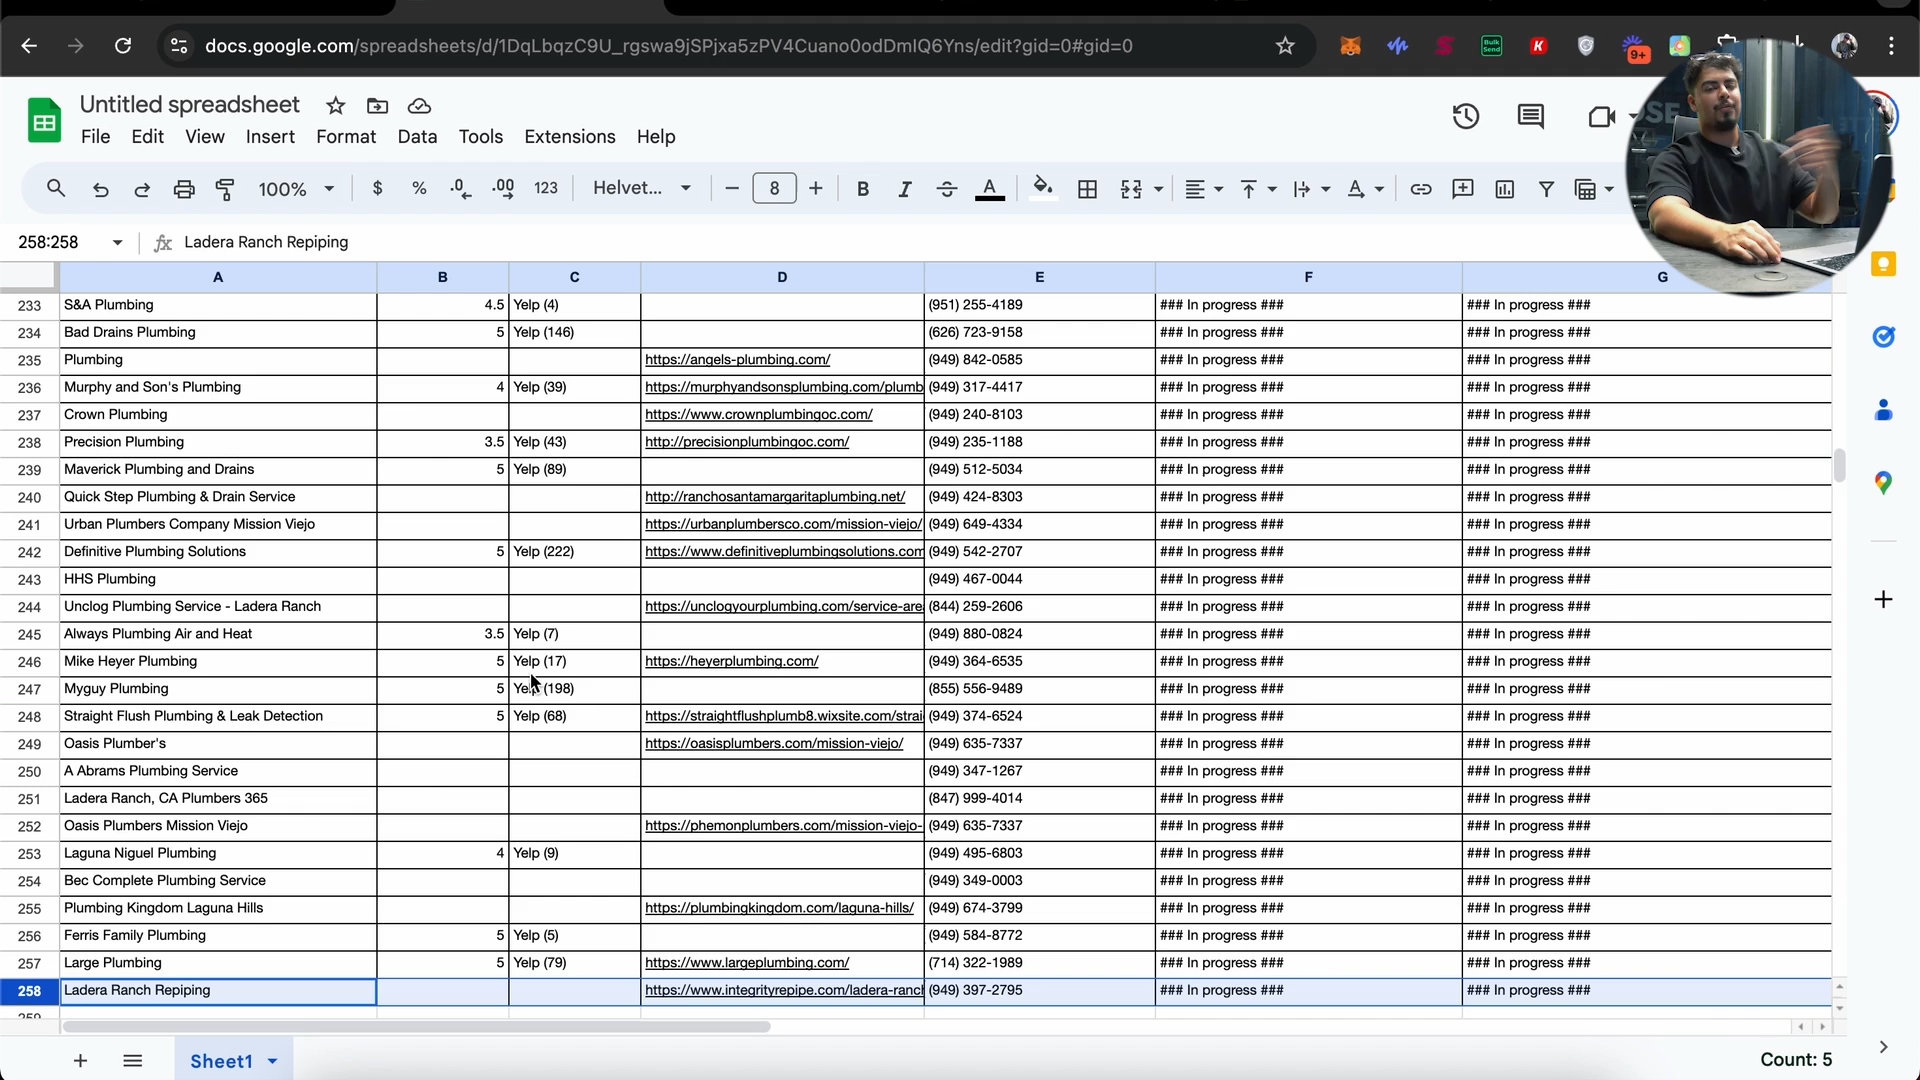 docs.google.com/spreadsheets/d/1DqLbqzC9U_rgswa9jSPjxa5zPV4Cuano0odDmIQ6Yns/edit?gid=0#gid=0
Bulk Send
K
9+
Untitled spreadsheet
File Edit View Insert Format Data Tools Extensions Help
100% $ % .0 .00 123 Helvet... 8 B I A
258:258 fx Ladera Ranch Repiping
A B C D E F G
233 S&A Plumbing 4.5 Yelp (4) (951) 255-4189 ### In progress ### ### In progress ###
234 Bad Drains Plumbing 5 Yelp (146) (626) 723-9158 ### In progress ### ### In progress ###
235 Plumbing https://angels-plumbing.com/ (949) 842-0585 ### In progress ### ### In progress ###
236 Murphy and Son's Plumbing 4 Yelp (39) https://murphyandsonsplumbing.com/plumb (949) 317-4417 ### In progress ### ### In progress ###
237 Crown Plumbing https://www.crownplumbingoc.com/ (949) 240-8103 ### In progress ### ### In progress ###
238 Precision Plumbing 3.5 Yelp (43) http://precisionplumbingoc.com/ (949) 235-1188 ### In progress ### ### In progress ###
239 Maverick Plumbing and Drains 5 Yelp (89) (949) 512-5034 ### In progress ### ### In progress ###
240 Quick Step Plumbing & Drain Service http://ranchosantamargaritaplumbing.net/ (949) 424-8303 ### In progress ### ### In progress ###
241 Urban Plumbers Company Mission Viejo https://urbanplumbersco.com/mission-viejo/ (949) 649-4334 ### In progress ### ### In progress ###
242 Definitive Plumbing Solutions 5 Yelp (222) https://www.definitiveplumbingsolutions.com (949) 542-2707 ### In progress ### ### In progress ###
243 HHS Plumbing (949) 467-0044 ### In progress ### ### In progress ###
244 Unclog Plumbing Service - Ladera Ranch https://unclogyourplumbing.com/service-are (844) 259-2606 ### In progress ### ### In progress ###
245 Always Plumbing Air and Heat 3.5 Yelp (7) (949) 880-0824 ### In progress ### ### In progress ###
246 Mike Heyer Plumbing 5 Yelp (17) https://heyerplumbing.com/ (949) 364-6535 ### In progress ### ### In progress ###
247 Myguy Plumbing 5 Yelp (198) (855) 556-9489 ### In progress ### ### In progress ###
248 Straight Flush Plumbing & Leak Detection 5 Yelp (68) https://straightflushplumb8.wixsite.com/strai (949) 374-6524 ### In progress ### ### In progress ###
249 Oasis Plumber's https://oasisplumbers.com/mission-viejo/ (949) 635-7337 ### In progress ### ### In progress ###
250 A Abrams Plumbing Service (949) 347-1267 ### In progress ### ### In progress ###
251 Ladera Ranch, CA Plumbers 365 (847) 999-4014 ### In progress ### ### In progress ###
252 Oasis Plumbers Mission Viejo https://phemonplumbers.com/mission-viejo- (949) 635-7337 ### In progress ### ### In progress ###
253 Laguna Niguel Plumbing 4 Yelp (9) (949) 495-6803 ### In progress ### ### In progress ###
254 Bec Complete Plumbing Service (949) 349-0003 ### In progress ### ### In progress ###
255 Plumbing Kingdom Laguna Hills https://plumbingkingdom.com/laguna-hills/ (949) 674-3799 ### In progress ### ### In progress ###
256 Ferris Family Plumbing 5 Yelp (5) (949) 584-8772 ### In progress ### ### In progress ###
257 Large Plumbing 5 Yelp (79) https://www.largeplumbing.com/ (714) 322-1989 ### In progress ### ### In progress ###
258 Ladera Ranch Repiping https://www.integrityrepipe.com/ladera-ranch (949) 397-2795 ### In progress ### ### In progress ###
259
Sheet1 Count: 5